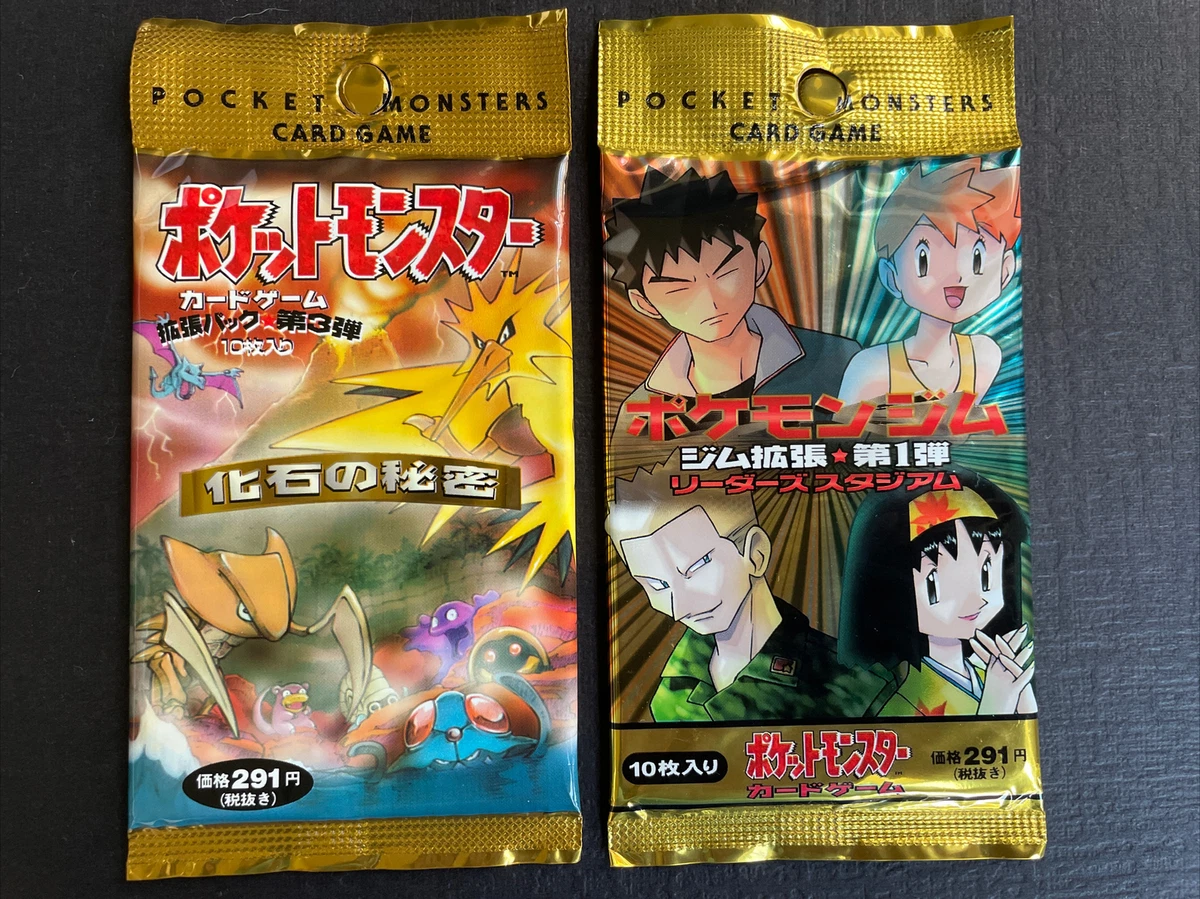 POCKET MONSTERS
CARD GAME
ポケットモンスター
TM
カードゲーム
拡張パック★第3弾
10枚入り
化石の秘密
価格291円
(税抜き)
POCKET MONSTERS
CARD GAME
ポケモンジム
ジム拡張★第1弾
リーダーズスタジアム
10枚入り
ポケットモンスター
TM
カードゲーム
価格291円
(税抜き)